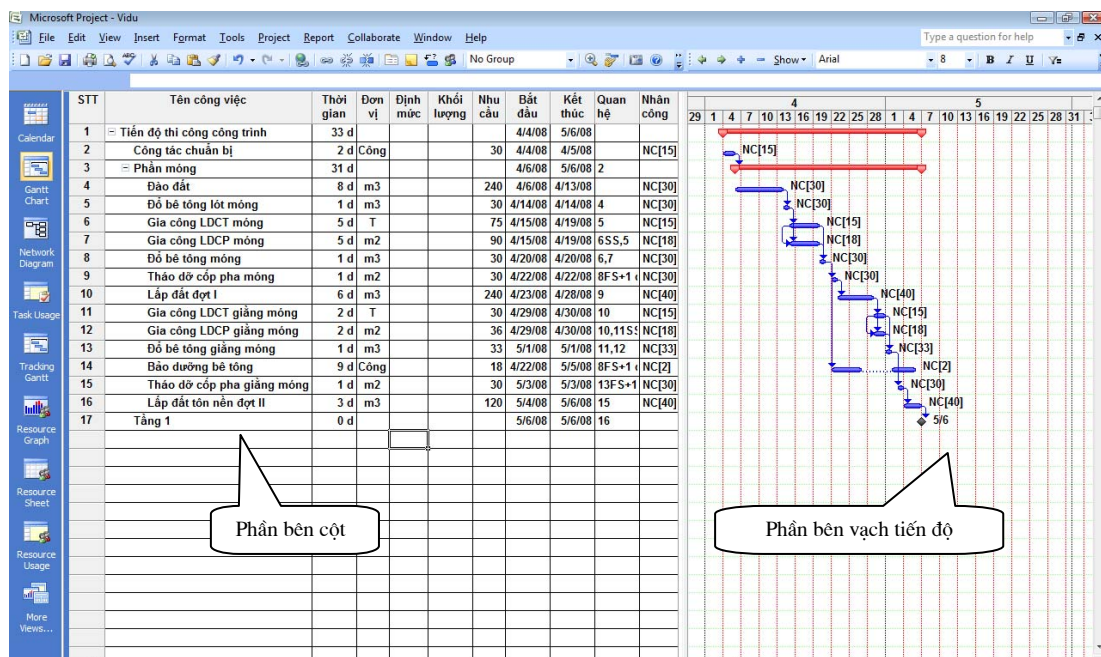 Microsoft Project - Vidu
File Edit View Insert Format Tools Project Report Collaborate Window Help
Type a question for help
No Group Show Arial 8 B I U
STT Tên công việc Thời gian Đơn vị Định mức Khối lượng Nhu cầu Bắt đầu Kết thúc Quan hệ Nhân công
4 5
29 1 4 7 10 13 16 19 22 25 28 1 4 7 10 13 16 19 22 25 28 31
1 Tiến độ thi công công trình 33 d 4/4/08 5/6/08
2 Công tác chuẩn bị 2 d Công 30 4/4/08 4/5/08 NC[15] NC[15]
3 Phần móng 31 d 4/6/08 5/6/08 2
4 Đào đất 8 d m3 240 4/6/08 4/13/08 NC[30] NC[30]
5 Đổ bê tông lót móng 1 d m3 30 4/14/08 4/14/08 4 NC[30] NC[30]
6 Gia công LDCT móng 5 d T 75 4/15/08 4/19/08 5 NC[15] NC[15]
7 Gia công LDCP móng 5 d m2 90 4/15/08 4/19/08 6SS,5 NC[18] NC[18]
8 Đổ bê tông móng 1 d m3 30 4/20/08 4/20/08 6,7 NC[30] NC[30]
9 Tháo dỡ cốp pha móng 1 d m2 30 4/22/08 4/22/08 8FS+1 NC[30] NC[30]
10 Lấp đất đợt I 6 d m3 240 4/23/08 4/28/08 9 NC[40] NC[40]
11 Gia công LDCT giằng móng 2 d T 30 4/29/08 4/30/08 10 NC[15] NC[15]
12 Gia công LDCP giằng móng 2 d m2 36 4/29/08 4/30/08 10,11SS NC[18] NC[18]
13 Đổ bê tông giằng móng 1 d m3 33 5/1/08 5/1/08 11,12 NC[33] NC[33]
14 Bảo dưỡng bê tông 9 d Công 18 4/22/08 5/5/08 8FS+1 NC[2] NC[2]
15 Tháo dỡ cốp pha giằng móng 1 d m2 30 5/3/08 5/3/08 13FS+1 NC[30] NC[30]
16 Lấp đất tôn nền đợt II 3 d m3 120 5/4/08 5/6/08 15 NC[40] NC[40]
17 Tầng 1 0 d 5/6/08 5/6/08 16 5/6
Calendar
Gantt Chart
Network Diagram
Task Usage
Tracking Gantt
Resource Graph
Resource Sheet
Resource Usage
More Views...
Phần bên cột
Phần bên vạch tiến độ